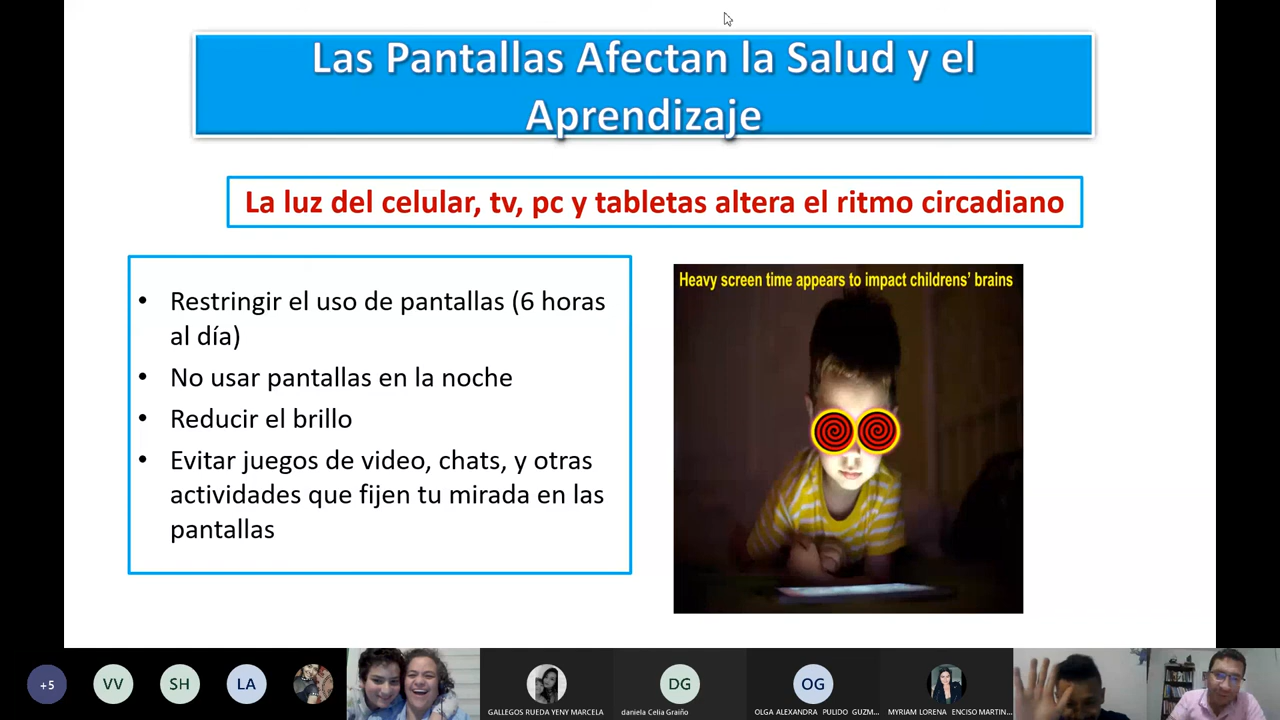 Las Pantallas Afectan la Salud y el
Aprendizaje
La luz del celular, tv, pc y tabletas altera el ritmo circadiano
• Restringir el uso de pantallas (6 horas
al día)
• No usar pantallas en la noche
• Reducir el brillo
• Evitar juegos de video, chats, y otras
actividades que fijen tu mirada en las
pantallas
Heavy screen time appears to impact childrens’ brains
+5
VV
SH
LA
GALLEGOS RUEDA YENY MARCELA
DG
daniela Celia Graiño
OG
OLGA ALEXANDRA PULIDO GUZM...
MYRIAM LORENA ENCISO MARTIN...